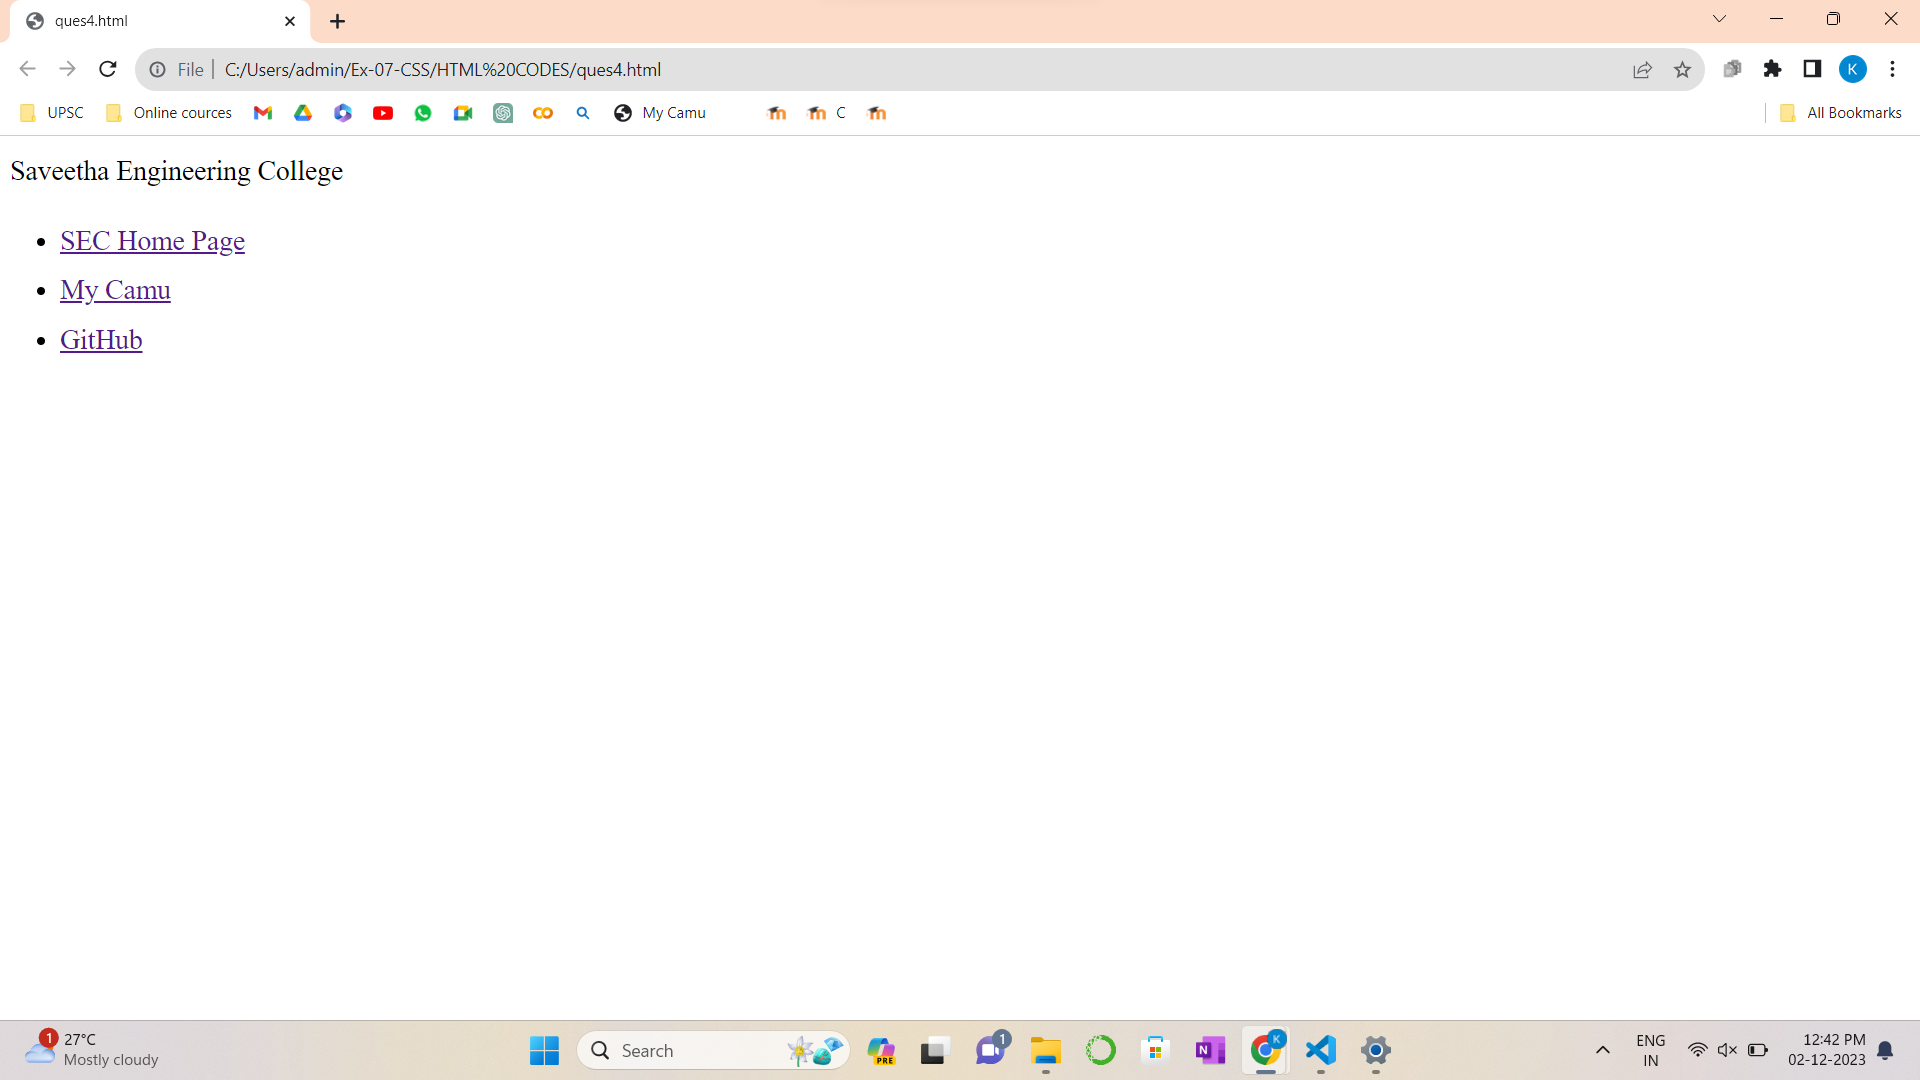 ques4.html
File C:/Users/admin/Ex-07-CSS/HTML%20CODES/ques4.html
K
UPSC Online cources My Camu C All Bookmarks
Saveetha Engineering College
SEC Home Page
My Camu
GitHub
1 27°C
Mostly cloudy
Search
PRE
1
N
K
ENG
IN
12:42 PM
02-12-2023